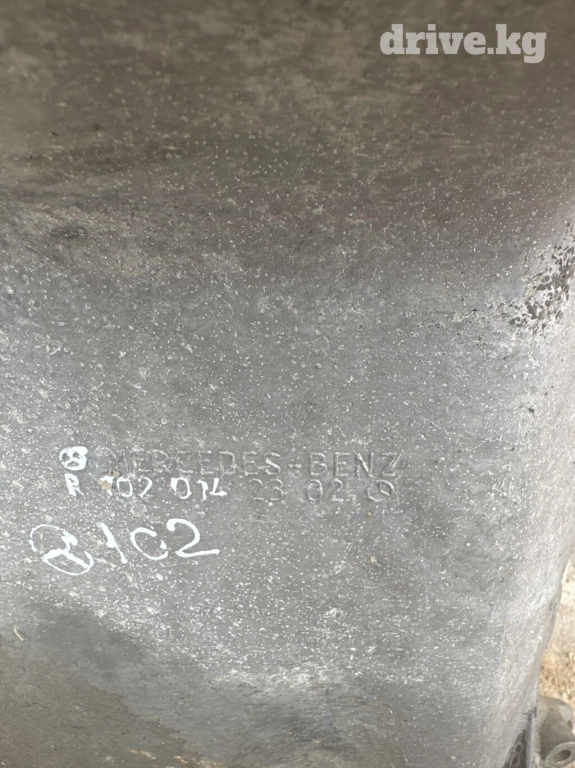 drive.kg
MERCEDES-BENZ
R 102 014 23 02
102